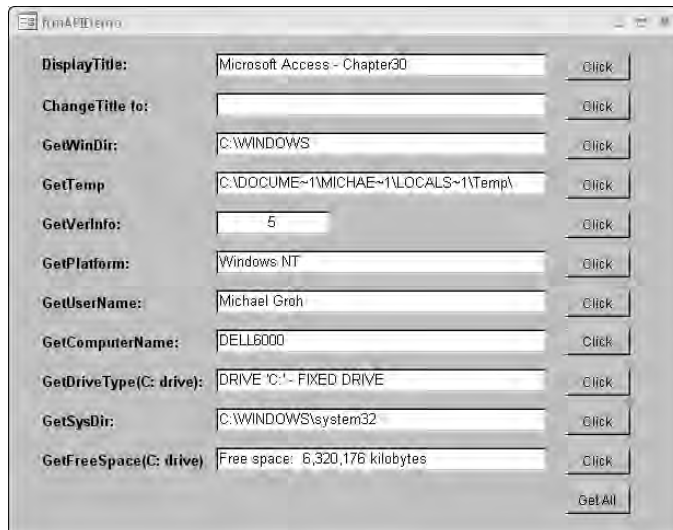 frmAPIDemo
DisplayTitle: Microsoft Access - Chapter30 Click
ChangeTitle to: Click
GetWinDir: C:\WINDOWS Click
GetTemp C:\DOCUME~1\MICHAE~1\LOCALS~1\Temp\ Click
GetVerInfo: 5 Click
GetPlatform: Windows NT Click
GetUserName: Michael Groh Click
GetComputerName: DELL6000 Click
GetDriveType(C: drive): DRIVE 'C:' - FIXED DRIVE Click
GetSysDir: C:\WINDOWS\system32 Click
GetFreeSpace(C: drive) Free space: 6,320,176 kilobytes Click
Get All